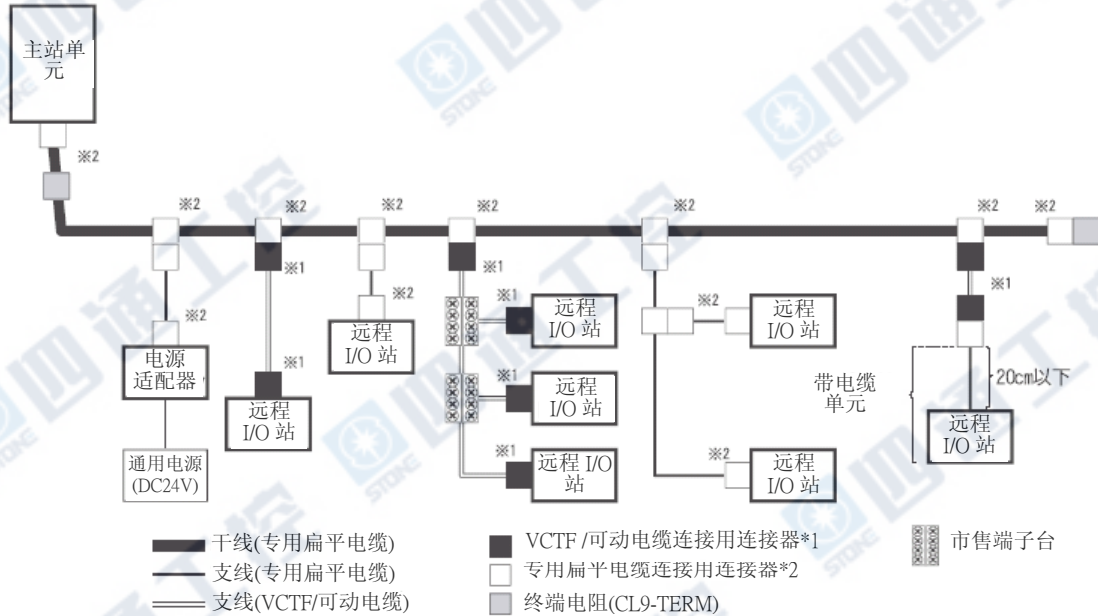 主站单
元
※2
※2
※2
※2
※2
※2
※2
※2
※1
※1
※1
※2
※1
※2
※2
电源
适配器
远程
I/O 站
远程
I/O 站
远程
I/O 站
20cm以下
带电缆
单元
※1
※1
远程
I/O 站
远程
I/O 站
远程
I/O 站
通用电源
(DC24V)
※1
远程 I/O
站
※2
远程
I/O 站
干线(专用扁平电缆)
支线(专用扁平电缆)
支线(VCTF/可动电缆)
VCTF /可动电缆连接用连接器*1
专用扁平电缆连接用连接器*2
终端电阻(CL9-TERM)
市售端子台
四通工控
STONE